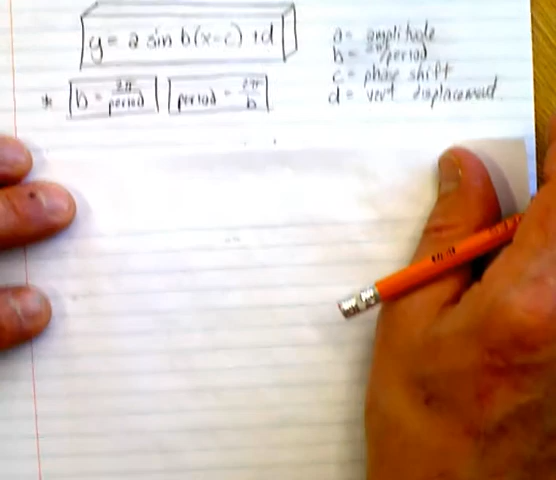 y = a sin b(x-c) + d
a = amplitude
b = 2π/period
c = phase shift
d = vert displacement
* b = 2π/period period = 2π/b